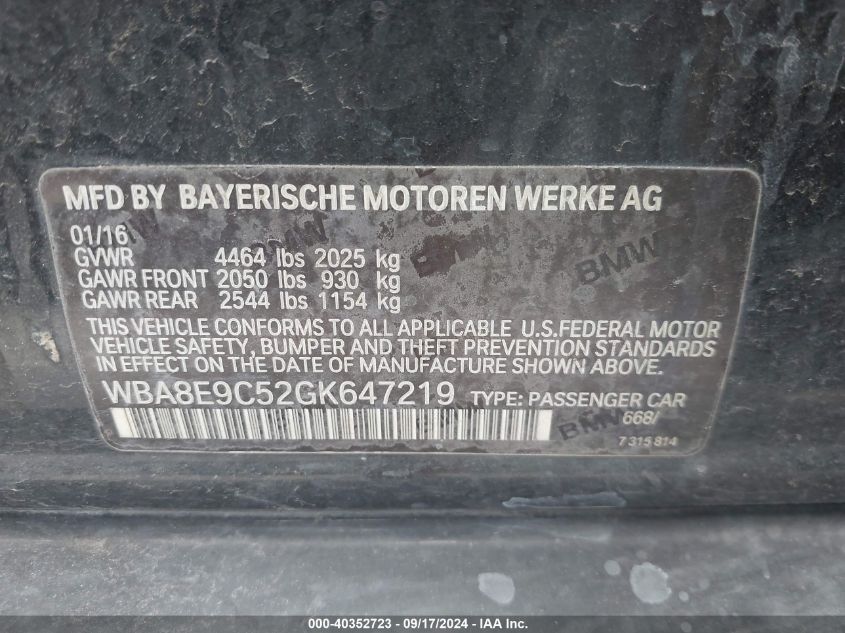 MFD BY BAYERISCHE MOTOREN WERKE AG
01/16
GVWR 4464 lbs 2025 kg
GAWR FRONT 2050 lbs 930 kg
GAWR REAR 2544 lbs 1154 kg
THIS VEHICLE CONFORMS TO ALL APPLICABLE U.S.FEDERAL MOTOR
VEHICLE SAFETY, BUMPER AND THEFT PREVENTION STANDARDS
IN EFFECT ON THE DATE OF MANUFACTURE SHOWN ABOVE.
WBA8E9C52GK647219 TYPE: PASSENGER CAR
668/
7 315 814
BMW
BMW
BMW
000-40352723 - 09/17/2024 - IAA, Inc.